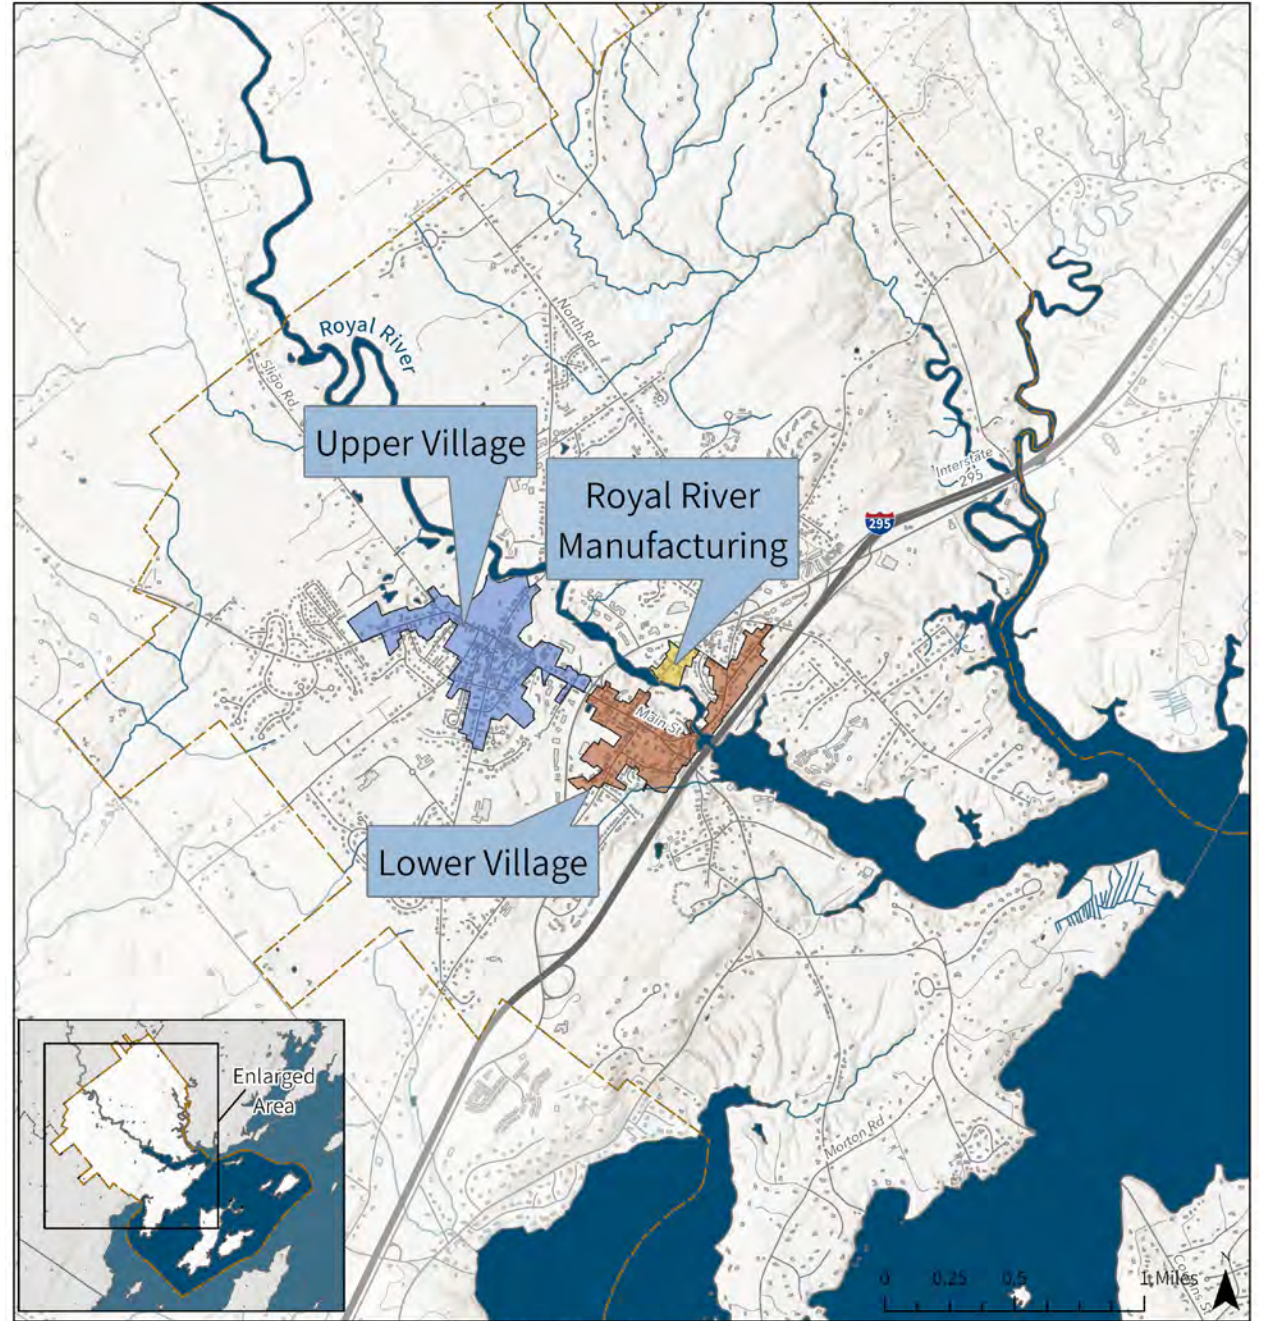 Royal River
North Rd
Sligo Rd
Upper Village
Interstate
295
Royal River
Manufacturing
295
Main St
Lower Village
Enlarged
Area
Morton Rd
N
0 0.25 0.5 1 Miles